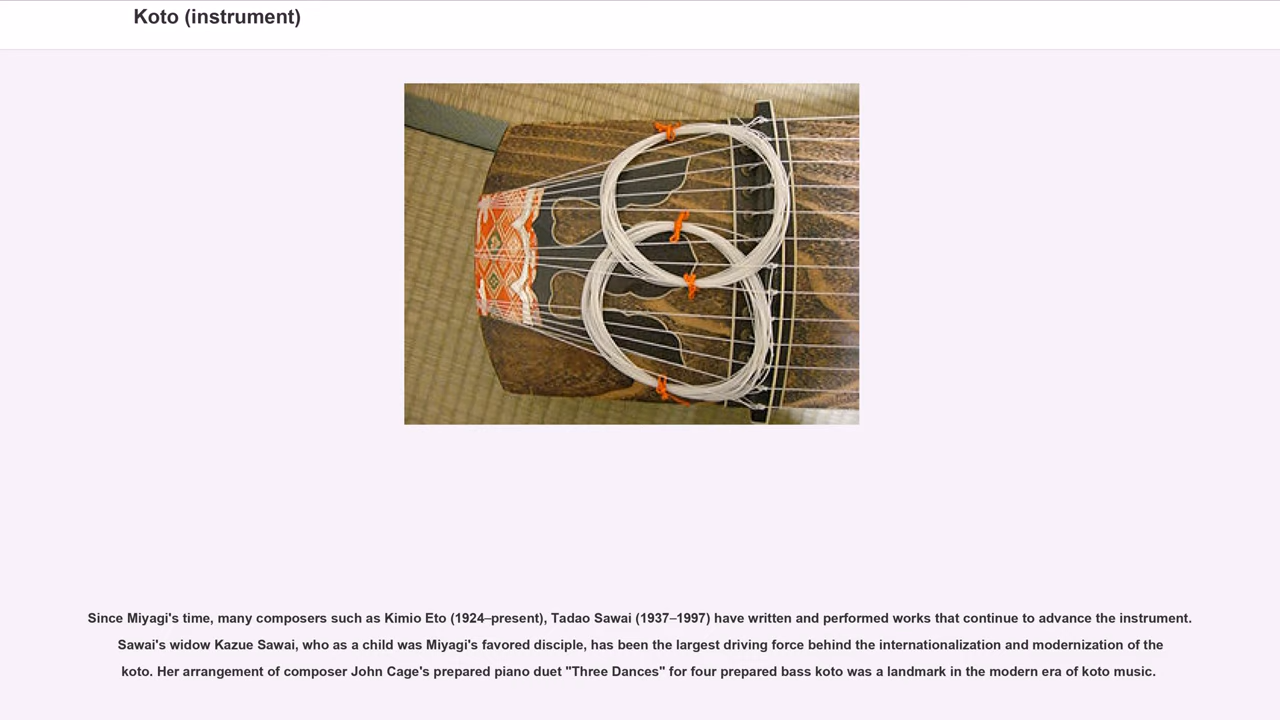 Koto (instrument)
Since Miyagi's time, many composers such as Kimio Eto (1924–present), Tadao Sawai (1937–1997) have written and performed works that continue to advance the instrument.
Sawai's widow Kazue Sawai, who as a child was Miyagi's favored disciple, has been the largest driving force behind the internationalization and modernization of the
koto. Her arrangement of composer John Cage's prepared piano duet "Three Dances" for four prepared bass koto was a landmark in the modern era of koto music.